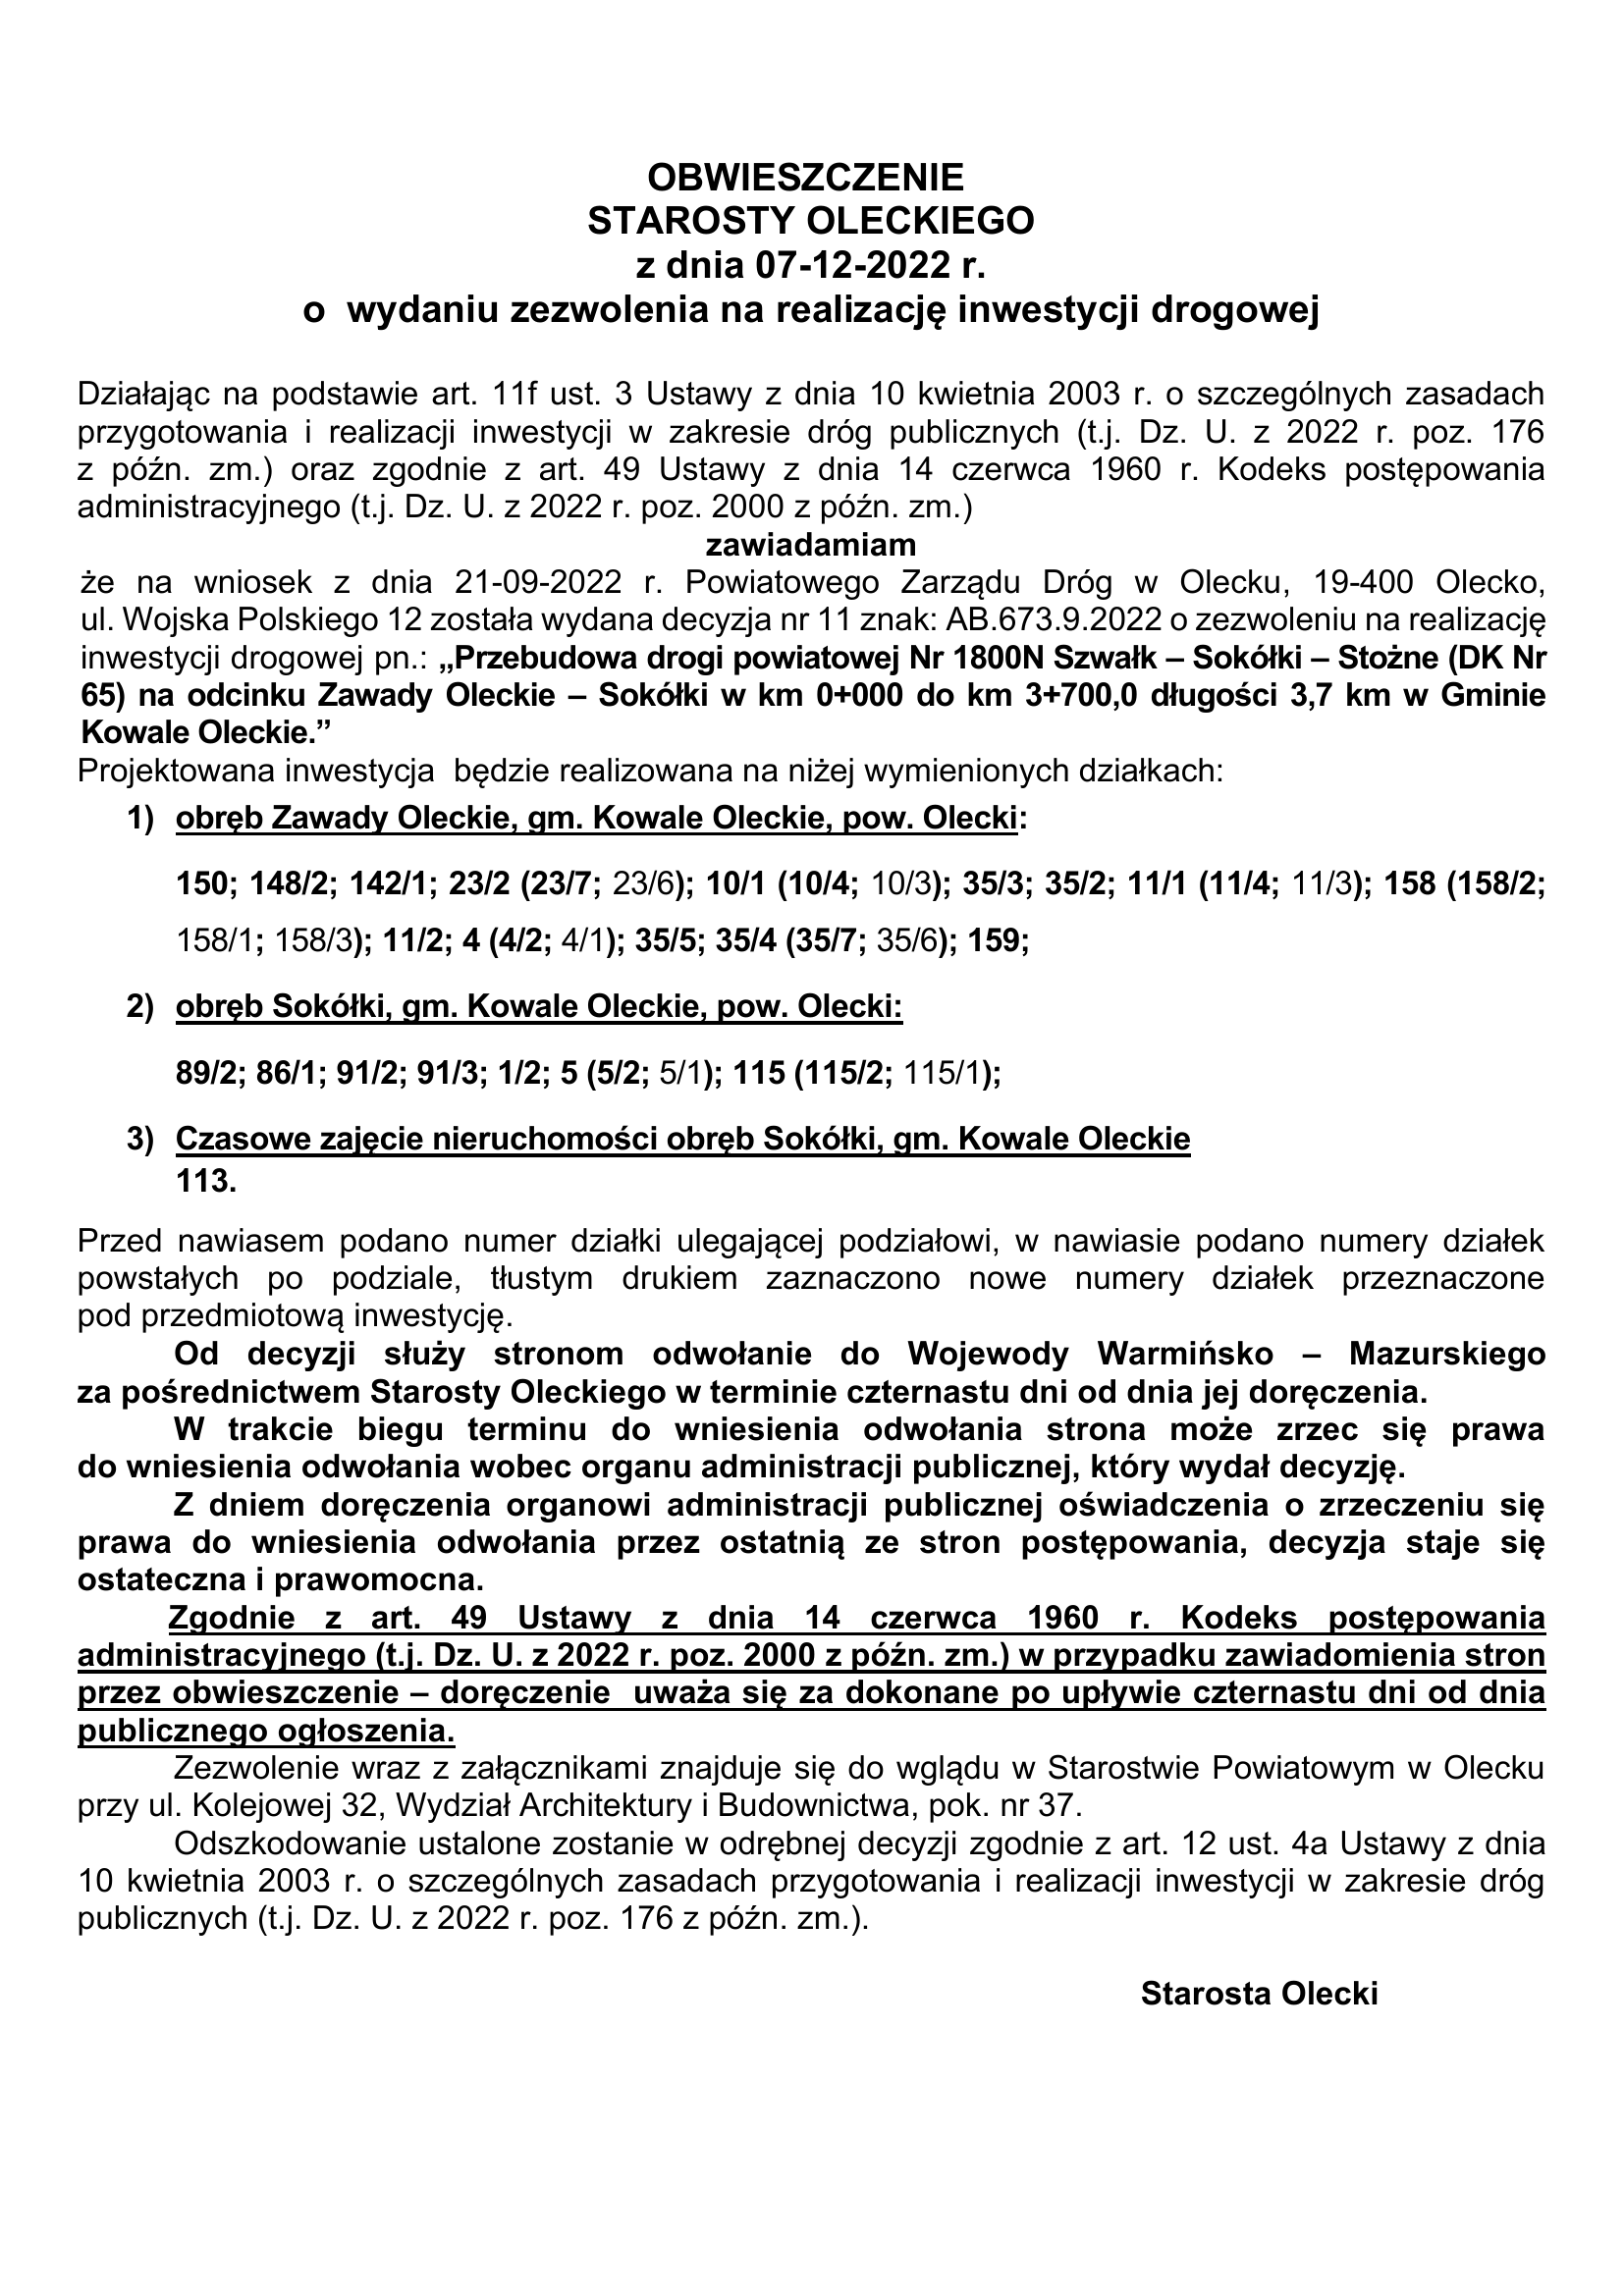 OBWIESZCZENIE
STAROSTY OLECKIEGO
z dnia 07-12-2022 r.
o  wydaniu zezwolenia na realizację inwestycji drogowej
Działając na podstawie art. 11f ust. 3 Ustawy z dnia 10 kwietnia 2003 r. o szczególnych zasadach
przygotowania i realizacji inwestycji w zakresie dróg publicznych (t.j. Dz. U. z 2022 r. poz. 176
z późn. zm.) oraz zgodnie z art. 49 Ustawy z dnia 14 czerwca 1960 r. Kodeks postępowania
administracyjnego (t.j. Dz. U. z 2022 r. poz. 2000 z późn. zm.)
zawiadamiam
że na wniosek z dnia 21-09-2022 r. Powiatowego Zarządu Dróg w Olecku, 19-400 Olecko,
ul. Wojska Polskiego 12 została wydana decyzja nr 11 znak: AB.673.9.2022 o zezwoleniu na realizację
inwestycji drogowej pn.: „Przebudowa drogi powiatowej Nr 1800N Szwałk – Sokółki – Stożne (DK Nr
65) na odcinku Zawady Oleckie – Sokółki w km 0+000 do km 3+700,0 długości 3,7 km w Gminie
Kowale Oleckie.”
Projektowana inwestycja  będzie realizowana na niżej wymienionych działkach:
1) obręb Zawady Oleckie, gm. Kowale Oleckie, pow. Olecki:
150; 148/2; 142/1; 23/2 (23/7; 23/6); 10/1 (10/4; 10/3); 35/3; 35/2; 11/1 (11/4; 11/3); 158 (158/2;
158/1; 158/3); 11/2; 4 (4/2; 4/1); 35/5; 35/4 (35/7; 35/6); 159;
2) obręb Sokółki, gm. Kowale Oleckie, pow. Olecki:
89/2; 86/1; 91/2; 91/3; 1/2; 5 (5/2; 5/1); 115 (115/2; 115/1);
3) Czasowe zajęcie nieruchomości obręb Sokółki, gm. Kowale Oleckie
113.
Przed nawiasem podano numer działki ulegającej podziałowi, w nawiasie podano numery działek
powstałych po podziale, tłustym drukiem zaznaczono nowe numery działek przeznaczone
pod przedmiotową inwestycję.
Od decyzji służy stronom odwołanie do Wojewody Warmińsko – Mazurskiego
za pośrednictwem Starosty Oleckiego w terminie czternastu dni od dnia jej doręczenia.
W trakcie biegu terminu do wniesienia odwołania strona może zrzec się prawa
do wniesienia odwołania wobec organu administracji publicznej, który wydał decyzję.
Z dniem doręczenia organowi administracji publicznej oświadczenia o zrzeczeniu się
prawa do wniesienia odwołania przez ostatnią ze stron postępowania, decyzja staje się
ostateczna i prawomocna.
Zgodnie z art. 49 Ustawy z dnia 14 czerwca 1960 r. Kodeks postępowania
administracyjnego (t.j. Dz. U. z 2022 r. poz. 2000 z późn. zm.) w przypadku zawiadomienia stron
przez obwieszczenie – doręczenie  uważa się za dokonane po upływie czternastu dni od dnia
publicznego ogłoszenia.
Zezwolenie wraz z załącznikami znajduje się do wglądu w Starostwie Powiatowym w Olecku
przy ul. Kolejowej 32, Wydział Architektury i Budownictwa, pok. nr 37.
Odszkodowanie ustalone zostanie w odrębnej decyzji zgodnie z art. 12 ust. 4a Ustawy z dnia
10 kwietnia 2003 r. o szczególnych zasadach przygotowania i realizacji inwestycji w zakresie dróg
publicznych (t.j. Dz. U. z 2022 r. poz. 176 z późn. zm.).
Starosta Olecki